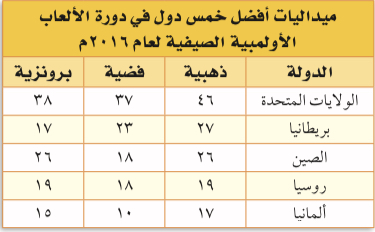 ميداليات أفضل خمس دول في دورة الألعاب
الأولمبية الصيفية لعام ٢٠١٦م
الدولة ذهبية فضية برونزية
الولايات المتحدة ٤٦ ٣٧ ٣٨
بريطانيا ٢٧ ٢٣ ١٧
الصين ٢٦ ١٨ ٢٦
روسيا ١٩ ١٨ ١٩
ألمانيا ١٧ ١٠ ١٥